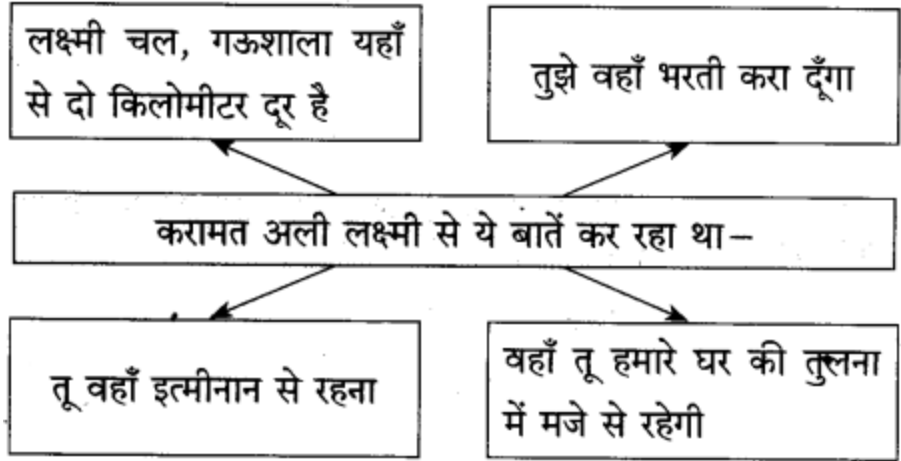 लक्ष्मी चल, गऊशाला यहाँ
से दो किलोमीटर दूर है
तुझे वहाँ भरती करा दूँगा
करामत अली लक्ष्मी से ये बातें कर रहा था–
तू वहाँ इत्मीनान से रहना
वहाँ तू हमारे घर की तुलना
में मजे से रहेगी